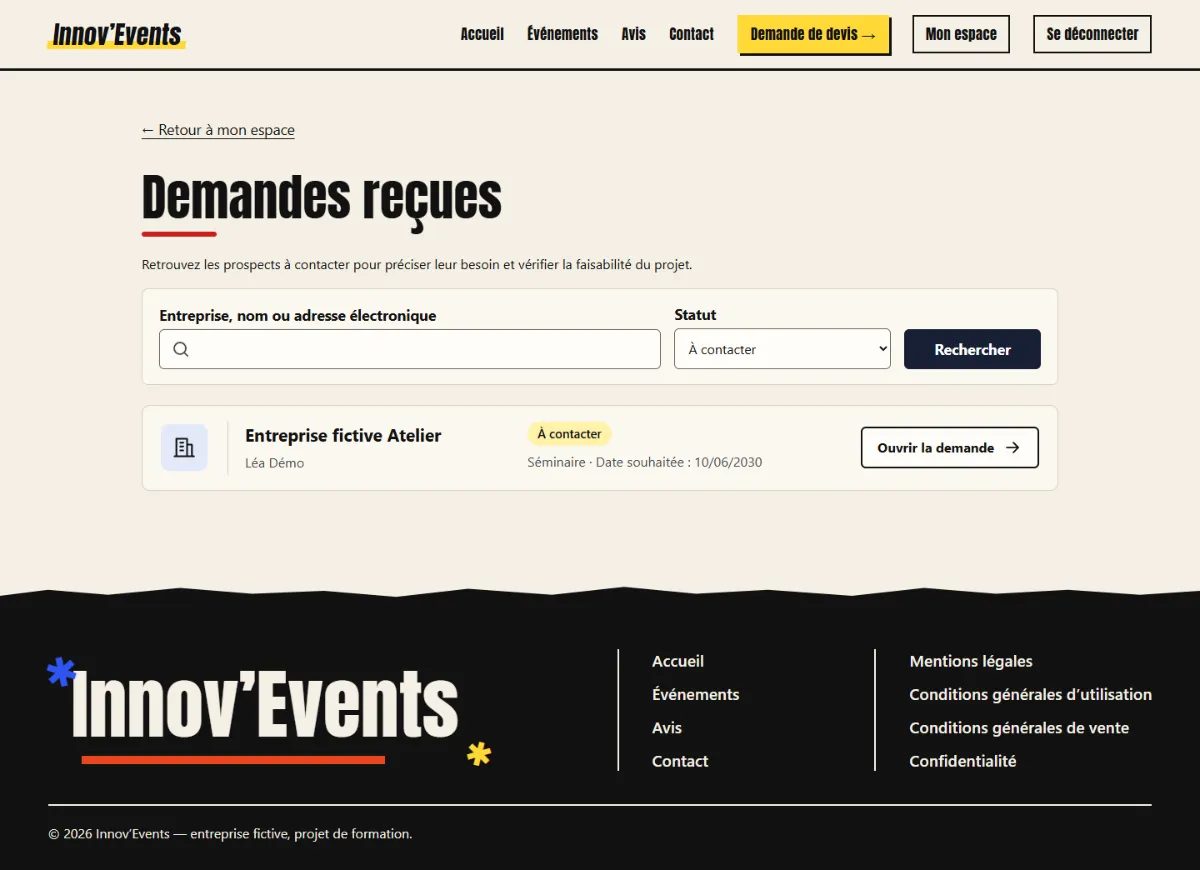 Innov’Events
Accueil
Événements
Avis
Contact
Demande de devis →
Mon espace
Se déconnecter
← Retour à mon espace
Demandes reçues
Retrouvez les prospects à contacter pour préciser leur besoin et vérifier la faisabilité du projet.
Entreprise, nom ou adresse électronique
Statut
À contacter
Rechercher
Entreprise fictive Atelier
Léa Démo
À contacter
Séminaire · Date souhaitée : 10/06/2030
Ouvrir la demande →
Innov’Events
Accueil
Événements
Avis
Contact
Mentions légales
Conditions générales d’utilisation
Conditions générales de vente
Confidentialité
© 2026 Innov’Events — entreprise fictive, projet de formation.